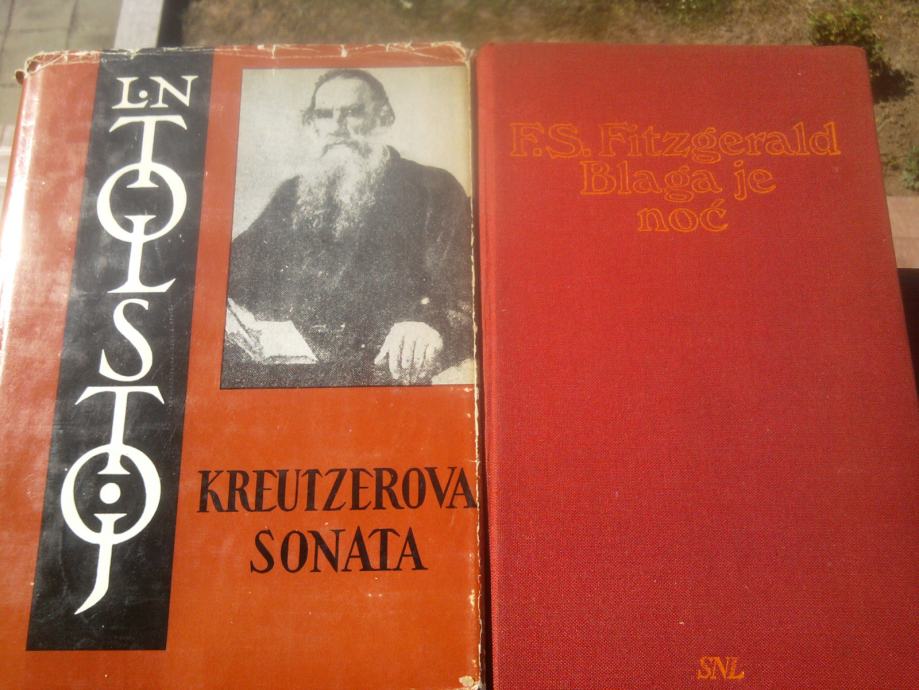 L·N
TOLSTOJ
KREUTZEROVA
SONATA
F.S. Fitzgerald
Blaga je
noć
SNL